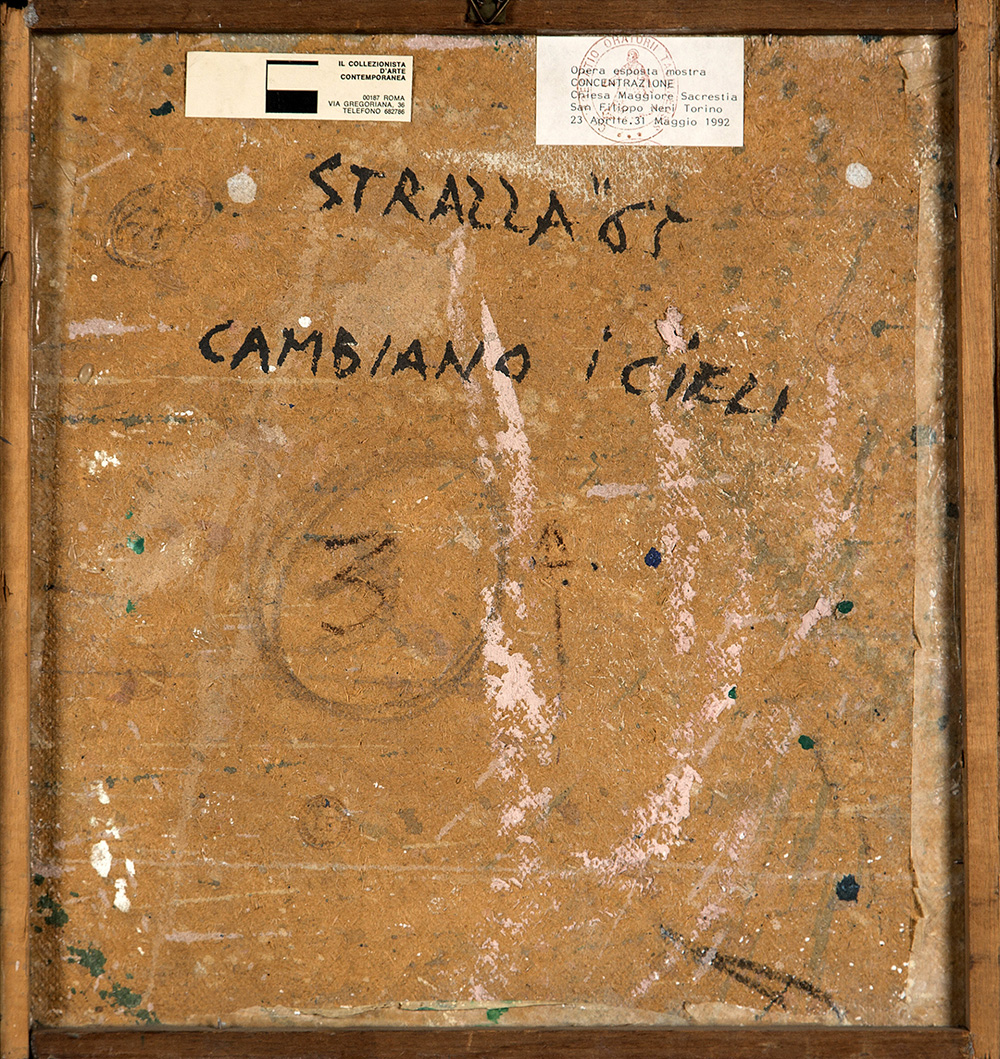 IL COLLEZIONISTA
D'ARTE
CONTEMPORANEA
00187 ROMA
VIA GREGORIANA, 36
TELEFONO 682786
Opera esposta mostra
CONCENTRAZIONE
Chiesa Maggiore Sacrestia
San Filippo Neri Torino
23 Aprile.31 Maggio 1992
STRAZZA "65
CAMBIANO i CiELI
3